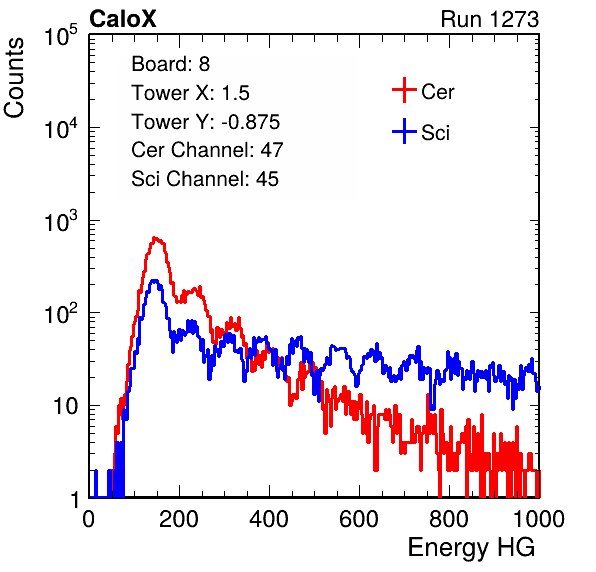 CaloX Run 1273
Counts
10^5
10^4
10^3
10^2
10
1
Board: 8
Tower X: 1.5
Tower Y: -0.875
Cer Channel: 47
Sci Channel: 45
Cer
Sci
0 200 400 600 800 1000
Energy HG